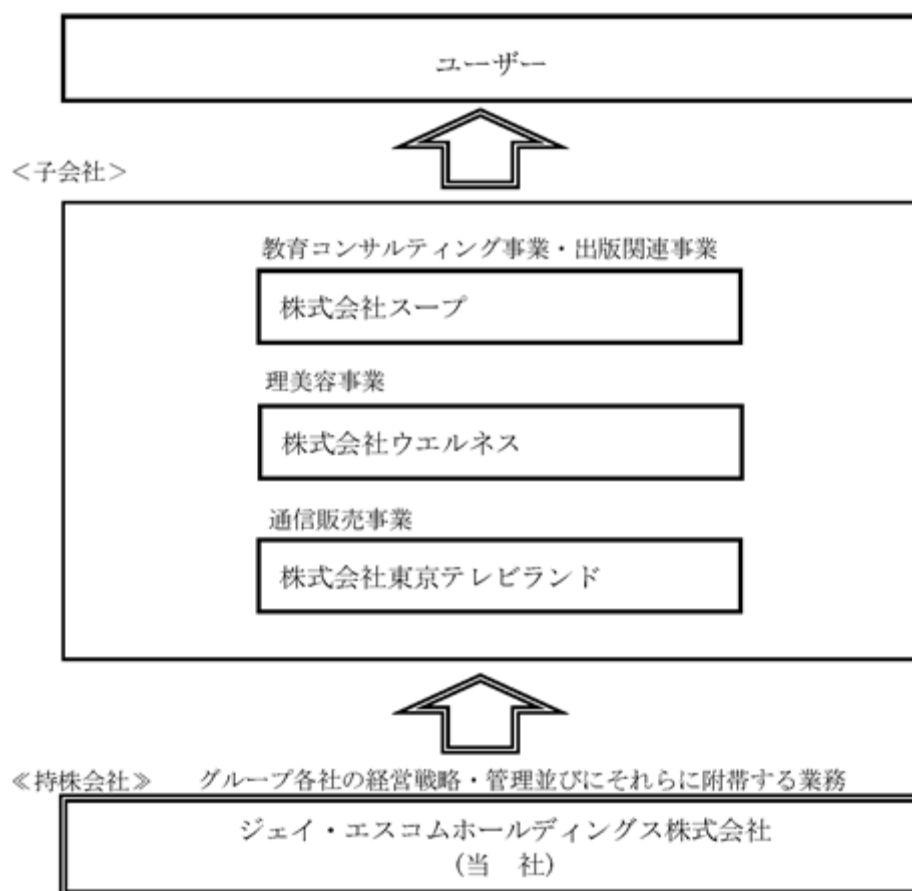 ユーザー
＜子会社＞
教育コンサルティング事業・出版関連事業
株式会社スープ
理美容事業
株式会社ウエルネス
通信販売事業
株式会社東京テレビランド
≪持株会社≫　グループ各社の経営戦略・管理並びにそれらに附帯する業務
ジェイ・エスコムホールディングス株式会社
(当　社)